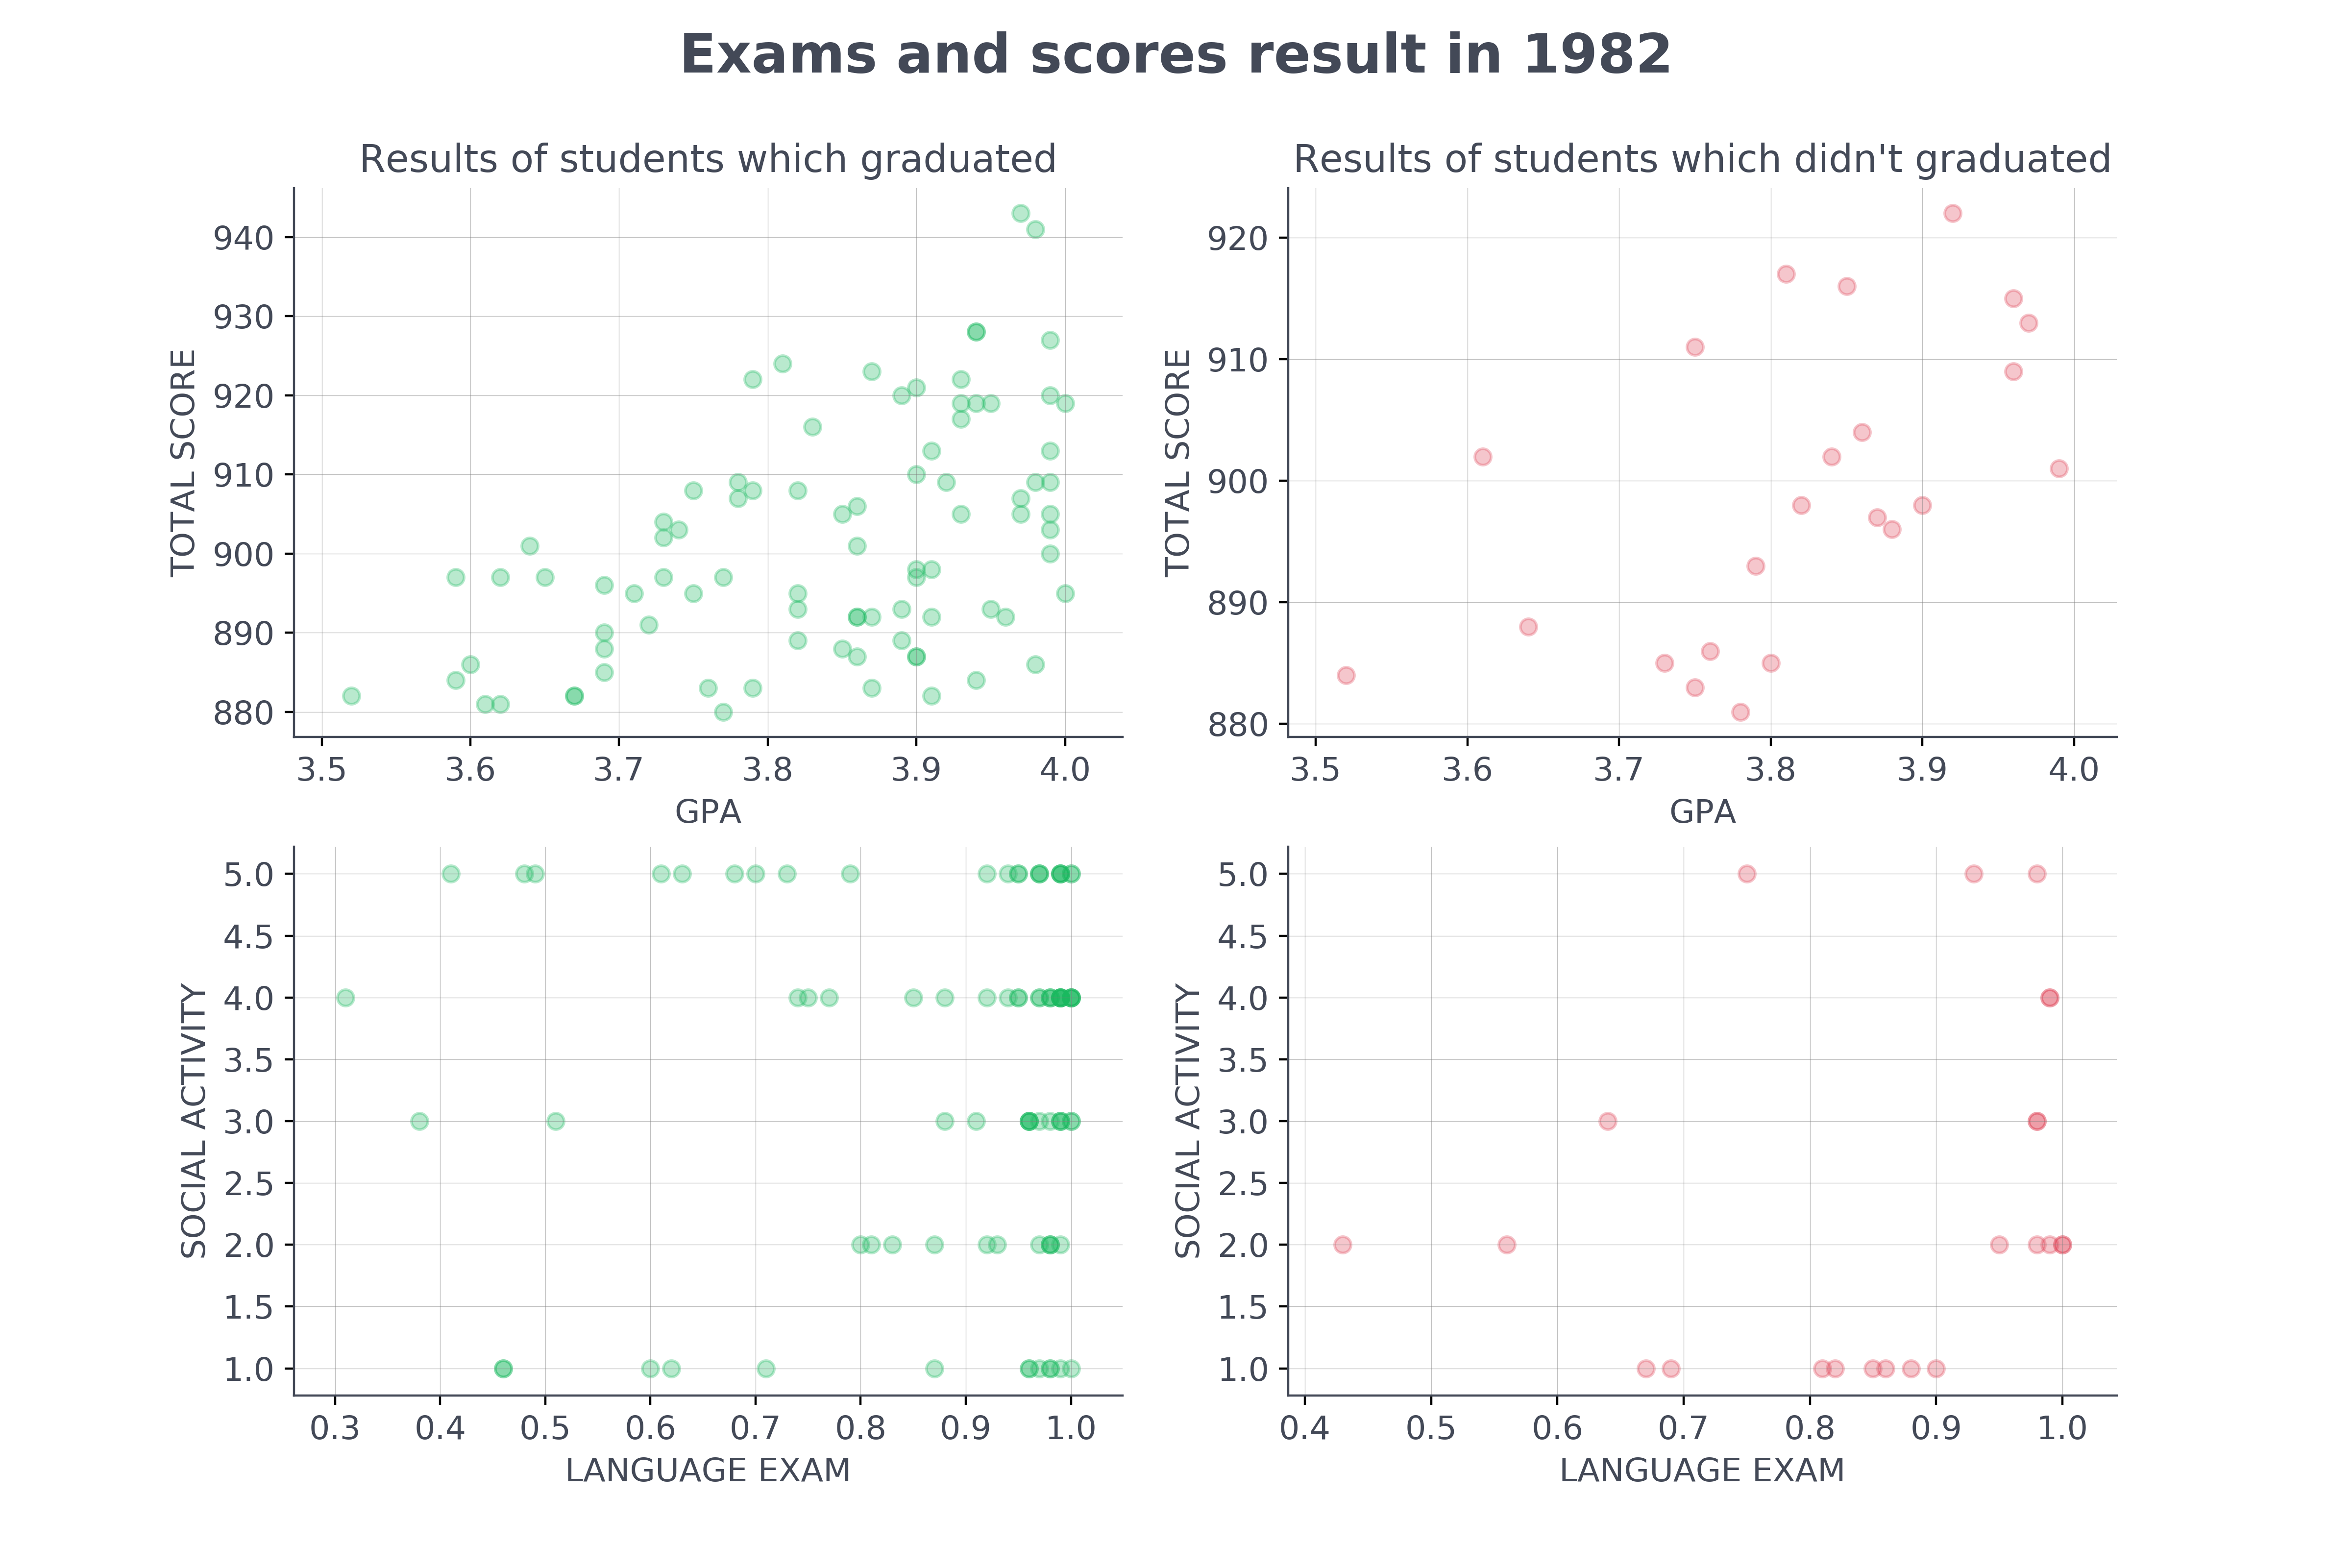 Exams and scores result in 1982
Results of students which graduated
940
930
920
910
900
890
880
TOTAL SCORE
3.5 3.6 3.7 3.8 3.9 4.0
GPA
Results of students which didn't graduated
920
910
900
890
880
TOTAL SCORE
3.5 3.6 3.7 3.8 3.9 4.0
GPA
5.0
4.5
4.0
3.5
3.0
2.5
2.0
1.5
1.0
SOCIAL ACTIVITY
0.3 0.4 0.5 0.6 0.7 0.8 0.9 1.0
LANGUAGE EXAM
5.0
4.5
4.0
3.5
3.0
2.5
2.0
1.5
1.0
SOCIAL ACTIVITY
0.4 0.5 0.6 0.7 0.8 0.9 1.0
LANGUAGE EXAM